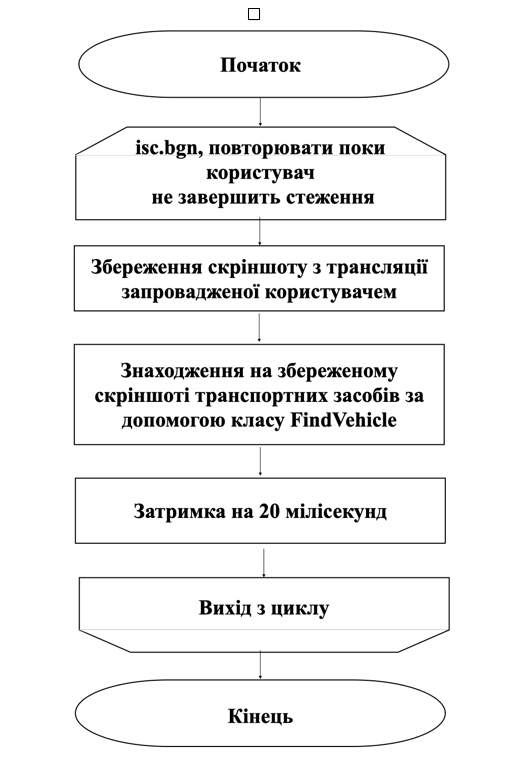 Початок
isc.bgn, повторювати поки
користувач
не завершить стеження
Збереження скріншоту з трансляції
запровадженої користувачем
Знаходження на збереженому
скріншоті транспортних засобів за
допомогою класу FindVehicle
Затримка на 20 мілісекунд
Вихід з циклу
Кінець